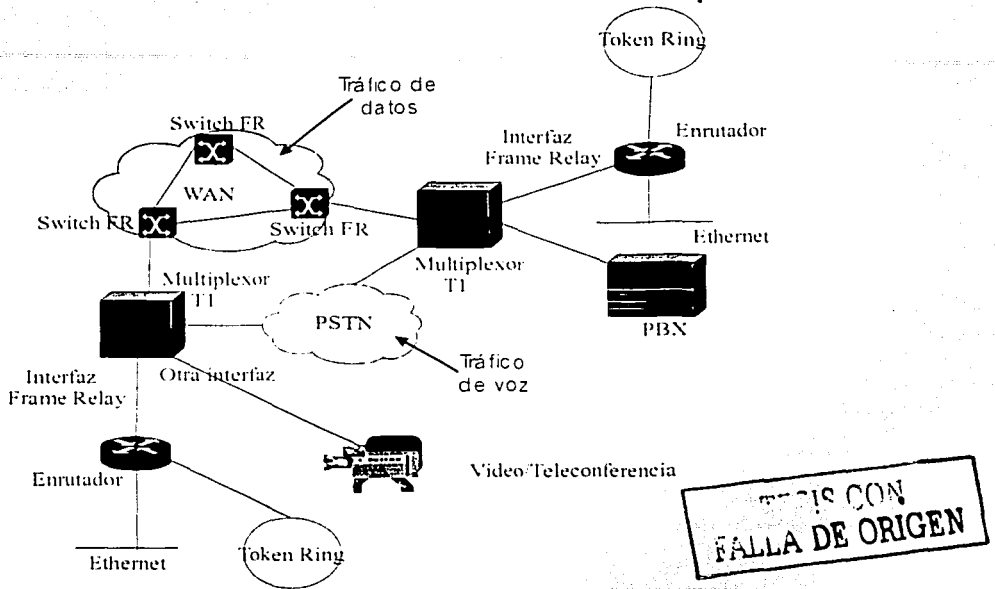 Token Ring
Tráfico de
datos
Switch FR
Interfaz
Frame Relay
Enrutador
WAN
Switch FR
Switch FR
Ethernet
Multiplexor
T1
Multiplexor
T1
PSTN
PBX
Tráfico
de voz
Interfaz
Frame Relay
Otra interfaz
Enrutador
Video/Teleconferencia
TESIS CON
FALLA DE ORIGEN
Ethernet
Token Ring